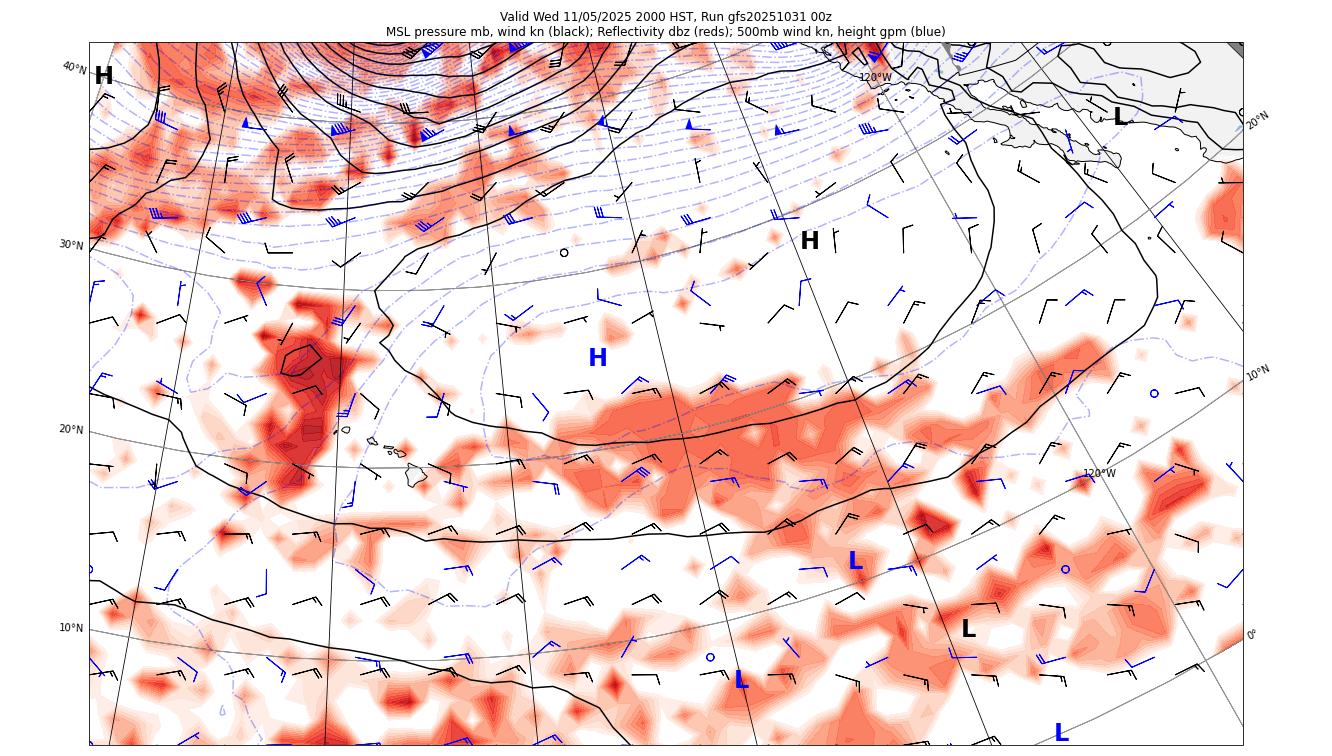 Valid Wed 11/05/2025 2000 HST, Run gfs20251031 00z
MSL pressure mb, wind kn (black); Reflectivity dbz (reds); 500mb wind kn, height gpm (blue)
40°N
H
120°W
L
20°N
30°N
H
H
10°N
20°N
120°W
L
10°N
L
0°
L
L